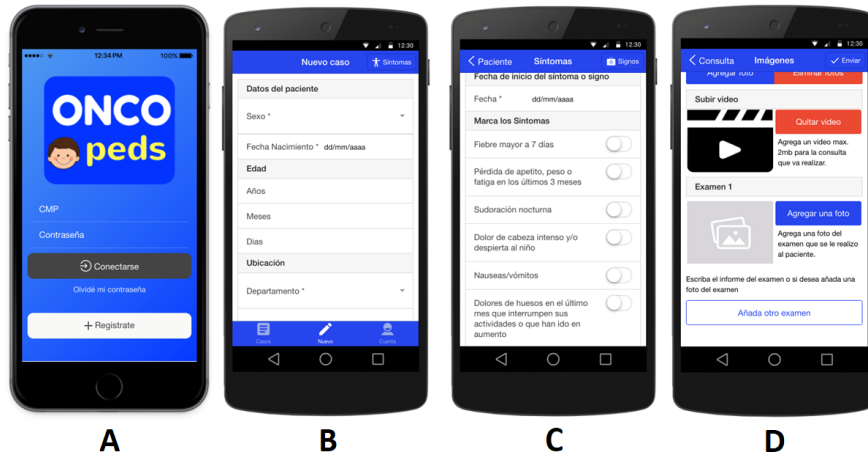 12:34 PM
100%
ONCO
peds
CMP
Contraseña
Conectarse
Olvidé mi contraseña
+ Registrate
A
12:30
Nuevo caso
Síntomas
Datos del paciente
Sexo *
Fecha Nacimiento * dd/mm/aaaa
Edad
Años
Meses
Dias
Ubicación
Departamento *
Casos
Nuevo
Cuenta
B
12:30
Paciente
Síntomas
Signos
Fecha de inicio del síntoma o signo
Fecha *
dd/mm/aaaa
Marca los Sintomas
Fiebre mayor a 7 días
Pérdida de apetito, peso o
fatiga en los últimos 3 meses
Sudoración nocturna
Dolor de cabeza intenso y/o
despierta al niño
Nauseas/vómitos
Dolores de huesos en el último
mes que interrumpen sus
actividades o que han ido en
aumento
C
12:30
Consulta
Imágenes
Enviar
Agregar foto
Eliminar fotos
Subir video
Quitar video
Agrega un video max.
2mb para la consulta
que va realizar.
Examen 1
Agregar una foto
Agrega una foto del
examen que se le realizo
al paciente.
Escriba el informe del examen o si desea añada una
foto del examen
Añada otro examen
D